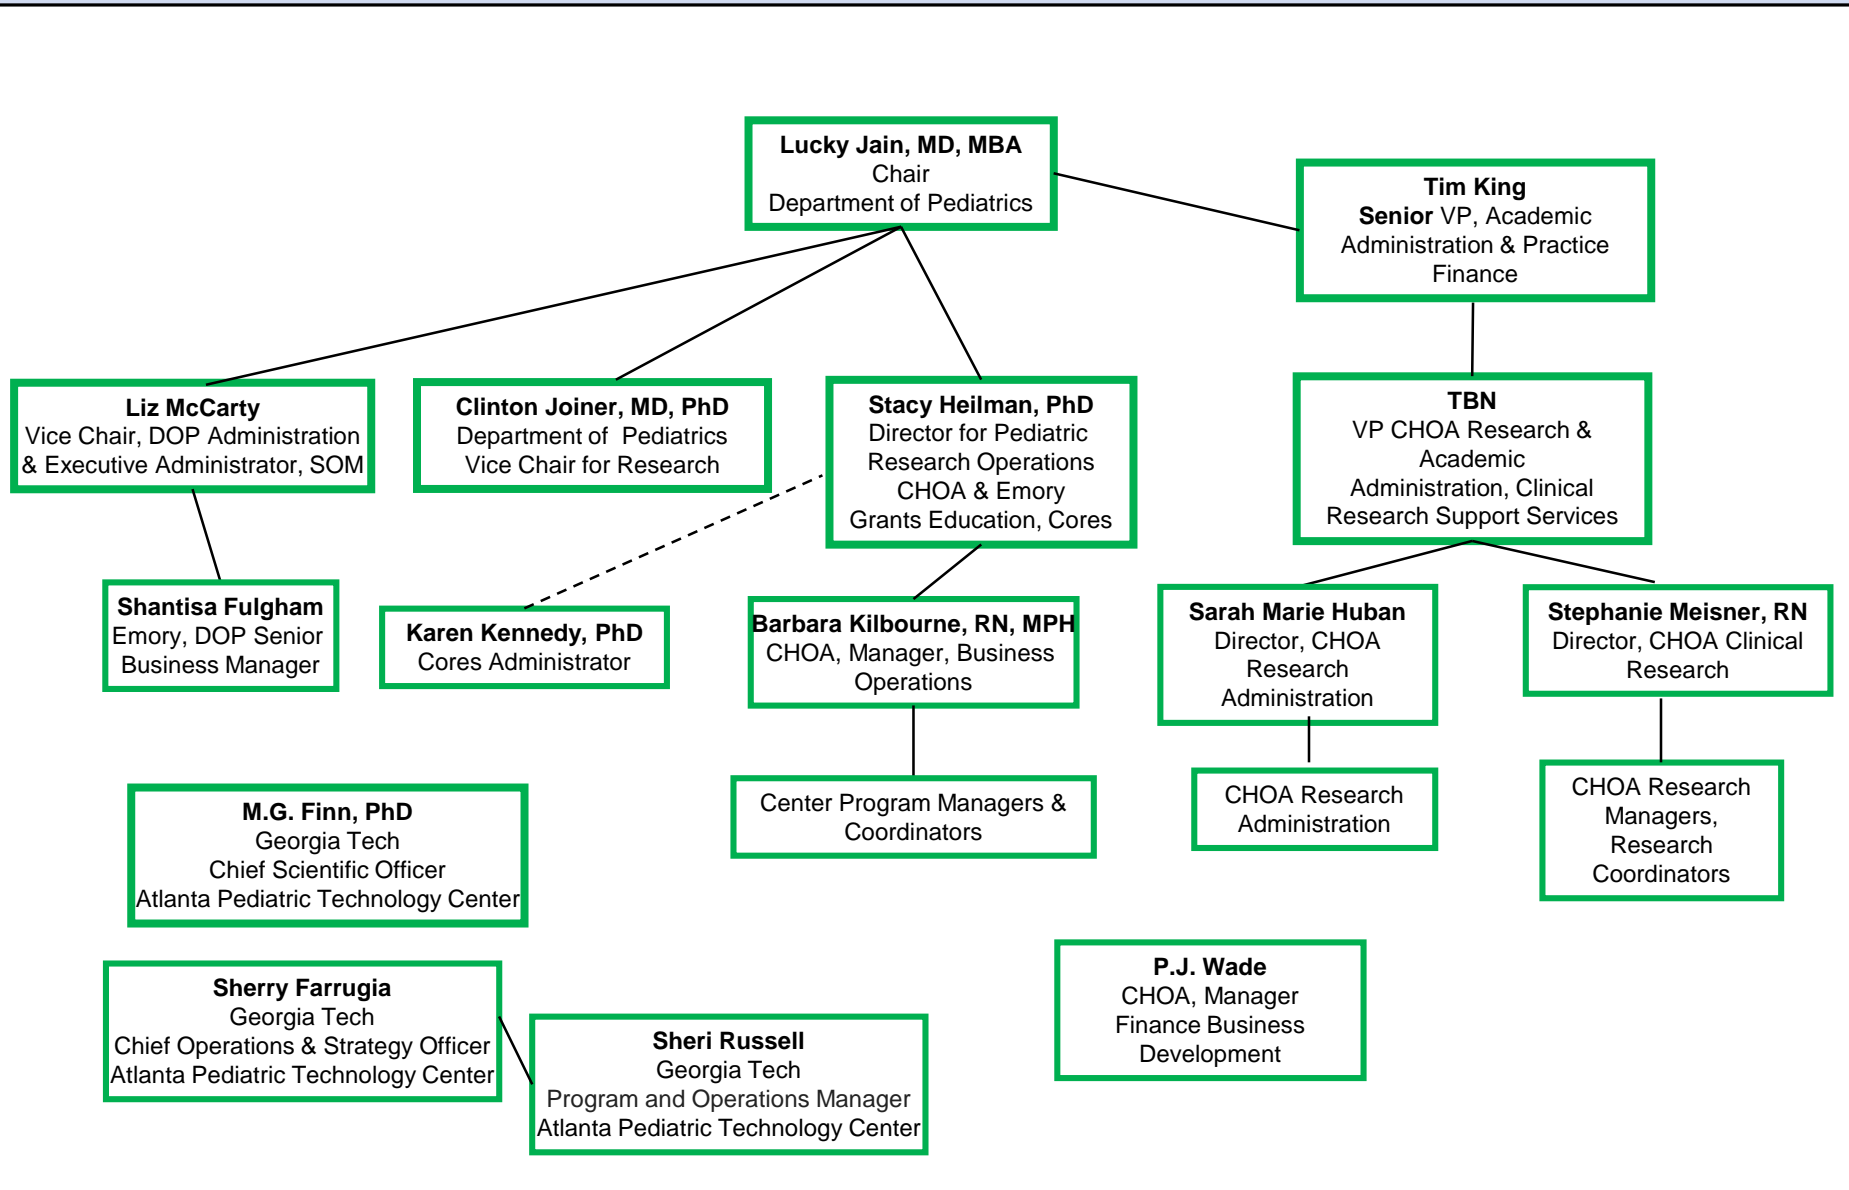 Lucky Jain, MD, MBA
Chair
Department of Pediatrics
Tim King
Senior VP, Academic
Administration & Practice
Finance
Liz McCarty
Vice Chair, DOP Administration
& Executive Administrator, SOM
Clinton Joiner, MD, PhD
Department of Pediatrics
Vice Chair for Research
Stacy Heilman, PhD
Director for Pediatric
Research Operations
CHOA & Emory
Grants Education, Cores
TBN
VP CHOA Research &
Academic
Administration, Clinical
Research Support Services
Shantisa Fulgham
Emory, DOP Senior
Business Manager
Karen Kennedy, PhD
Cores Administrator
Barbara Kilbourne, RN, MPH
CHOA, Manager, Business
Operations
Sarah Marie Huban
Director, CHOA
Research
Administration
Stephanie Meisner, RN
Director, CHOA Clinical
Research
Center Program Managers &
Coordinators
CHOA Research
Administration
CHOA Research
Managers,
Research
Coordinators
M.G. Finn, PhD
Georgia Tech
Chief Scientific Officer
Atlanta Pediatric Technology Center
Sherry Farrugia
Georgia Tech
Chief Operations & Strategy Officer
Atlanta Pediatric Technology Center
Sheri Russell
Georgia Tech
Program and Operations Manager
Atlanta Pediatric Technology Center
P.J. Wade
CHOA, Manager
Finance Business
Development